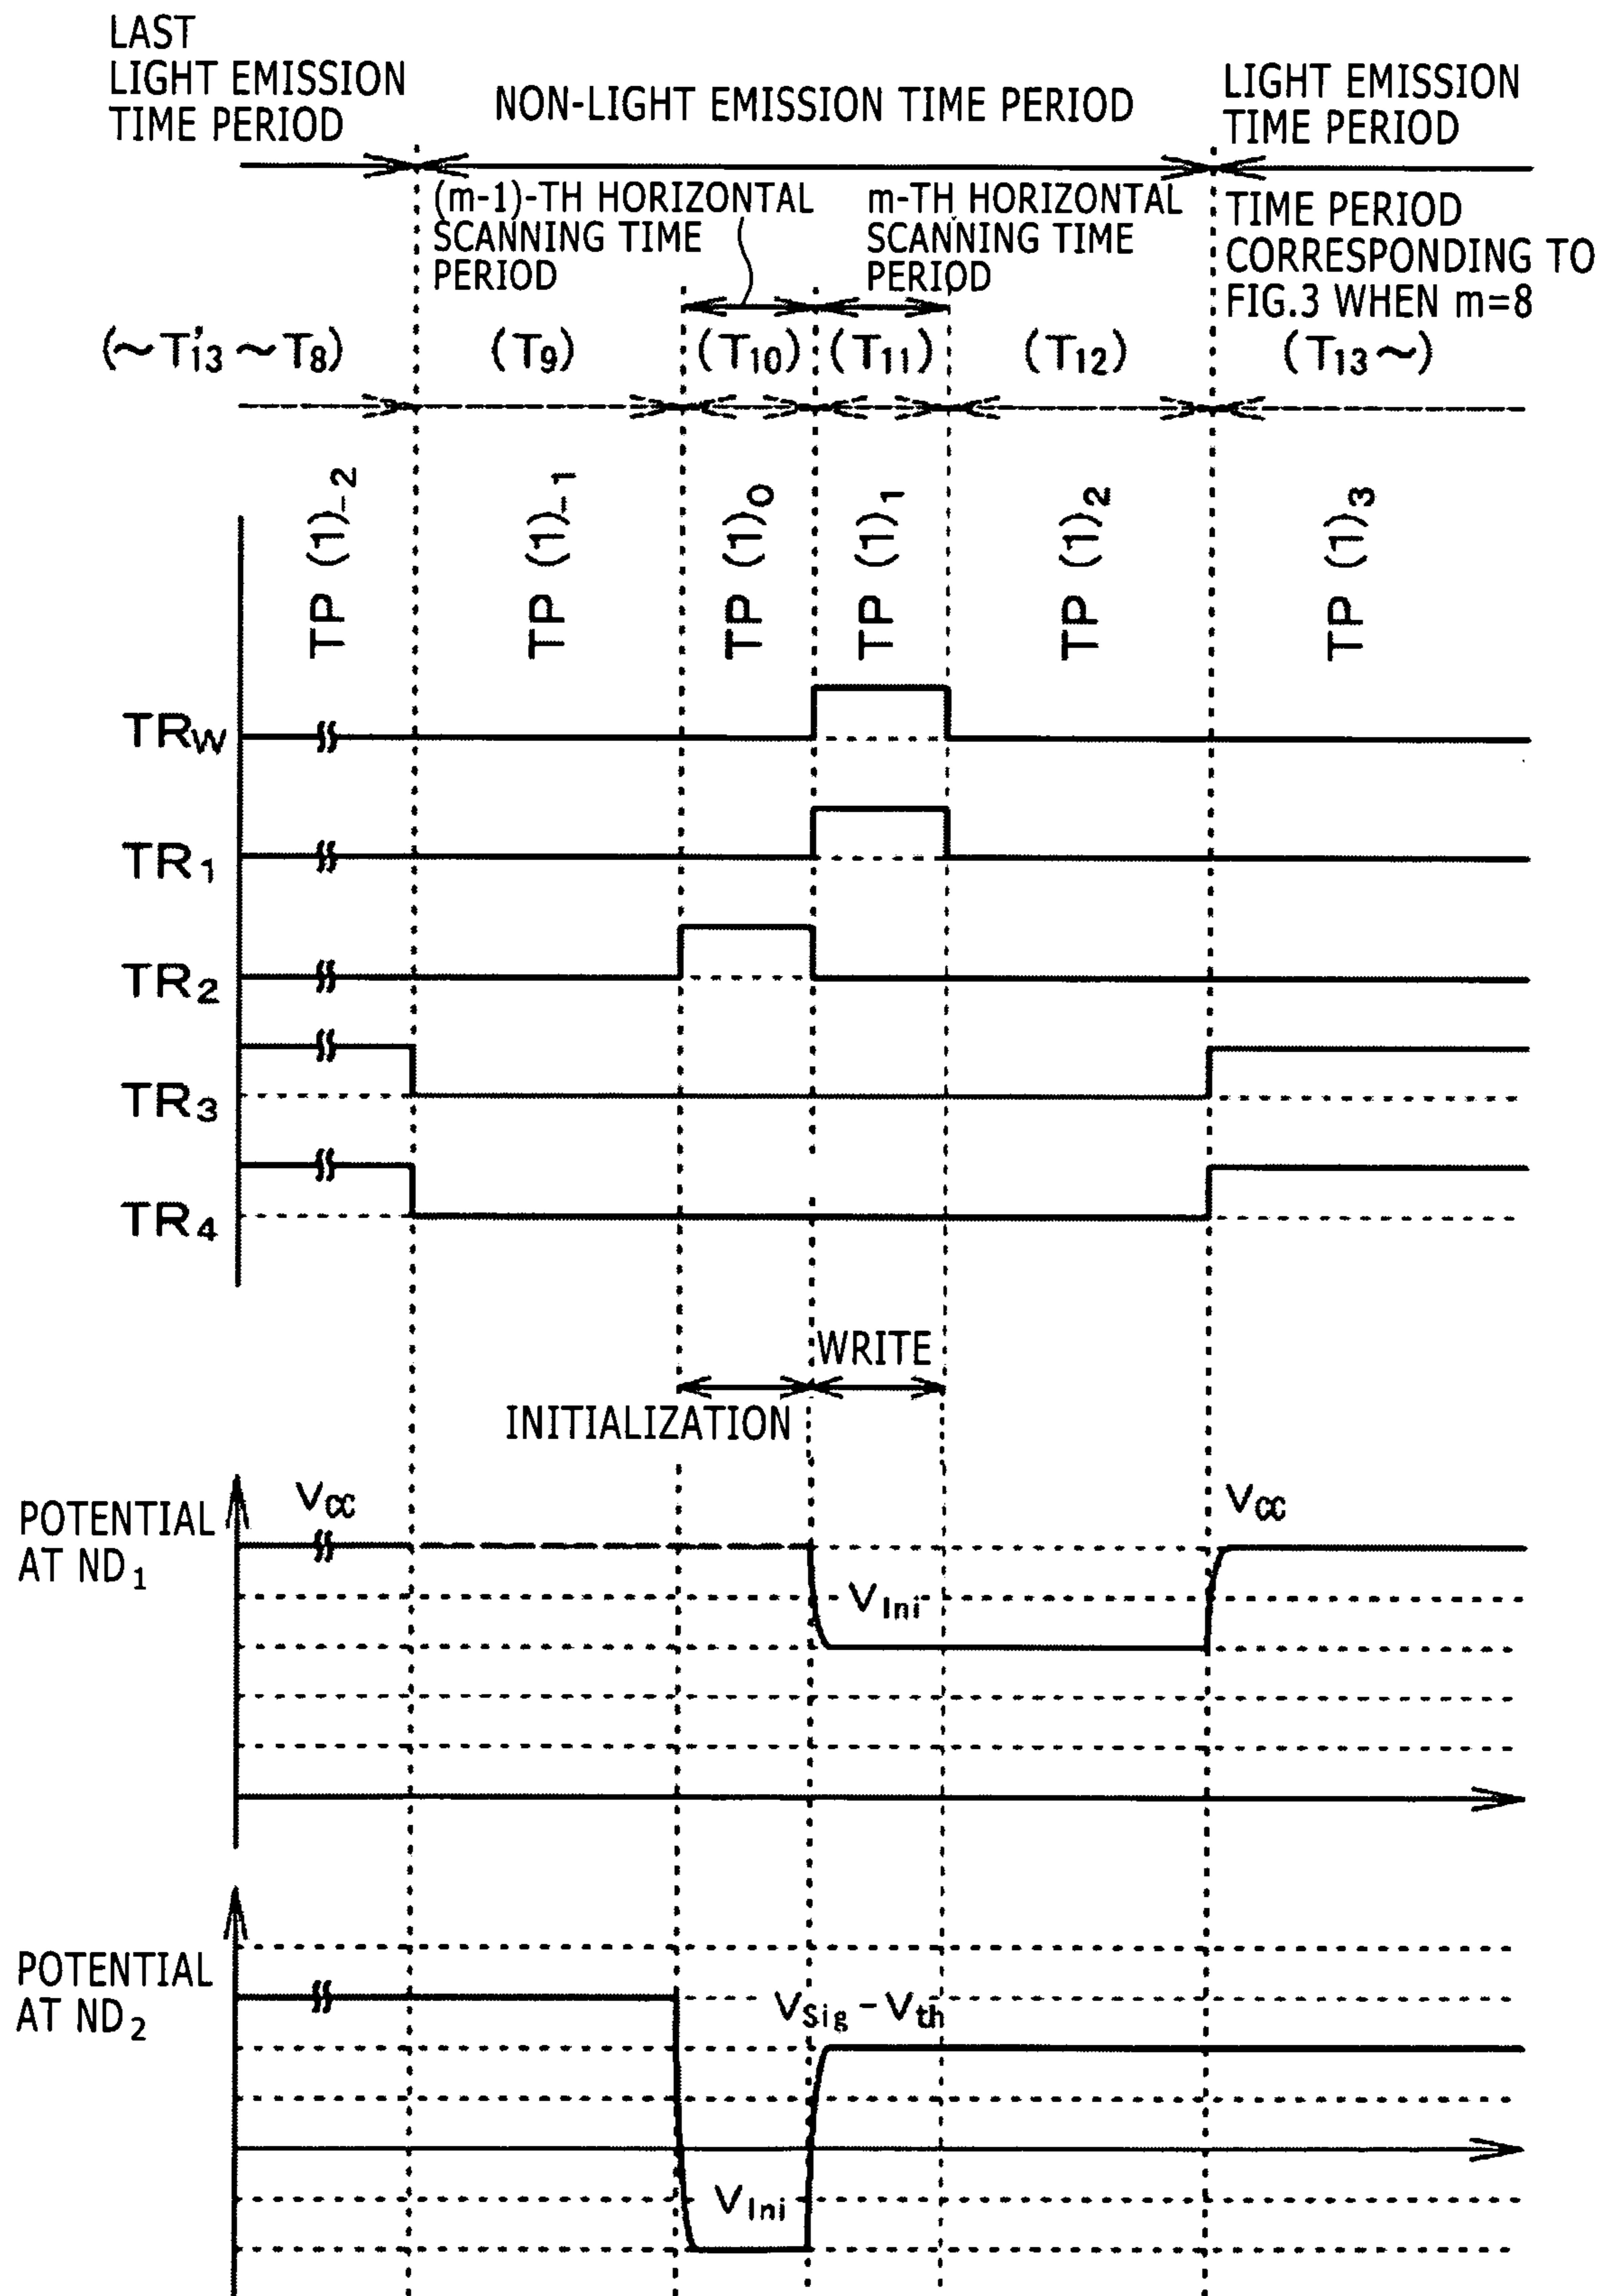 LAST
LIGHT EMISSION
TIME PERIOD
NON-LIGHT EMISSION TIME PERIOD
LIGHT EMISSION
TIME PERIOD
(m-1)-TH HORIZONTAL
SCANNING TIME
PERIOD
m-TH HORIZONTAL
SCANNING TIME
PERIOD
TIME PERIOD
CORRESPONDING TO
FIG.3 WHEN m=8
(~T'13~T8)
(T9)
(T10)
(T11)
(T12)
(T13~)
TP (1)-2
TP (1)-1
TP (1)0
TP (1)1
TP (1)2
TP (1)3
TRW
TR1
TR2
TR3
TR4
WRITE
INITIALIZATION
POTENTIAL
AT ND1
VCC
VIni
VCC
POTENTIAL
AT ND2
VSig-Vth
VIni